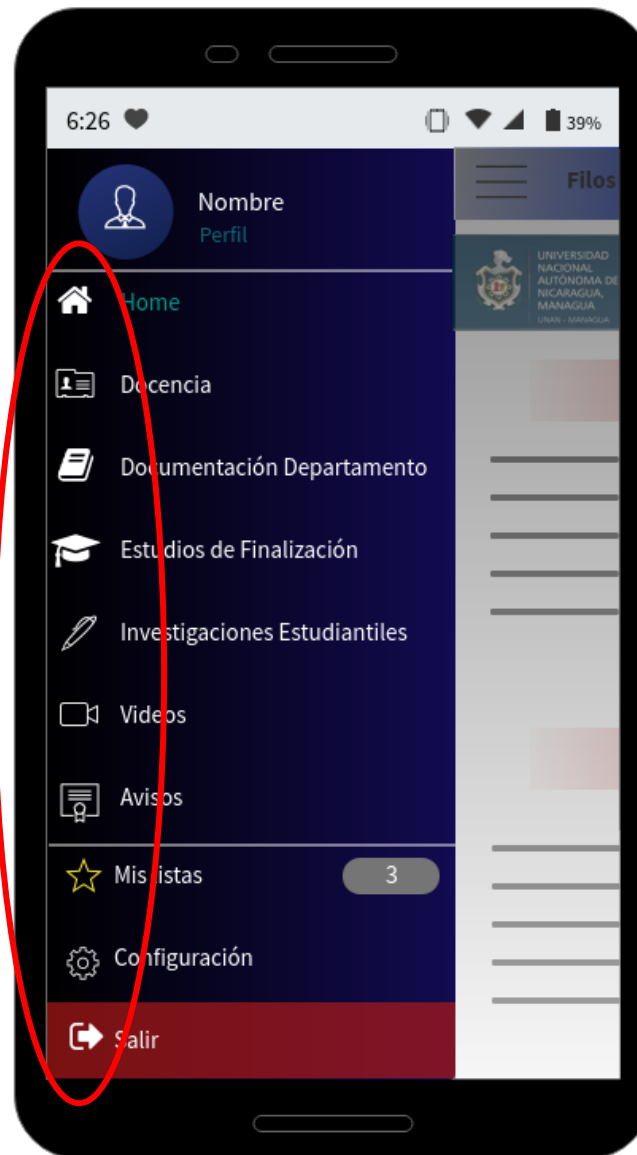 6:26
39%
Nombre
Perfil
Filos
UNIVERSIDAD
NACIONAL
AUTÓNOMA DE
NICARAGUA,
MANAGUA
UNAN - MANAGUA
Home
Docencia
Documentación Departamento
Estudios de Finalización
Investigaciones Estudiantiles
Videos
Avisos
Mis listas
3
Configuración
Salir